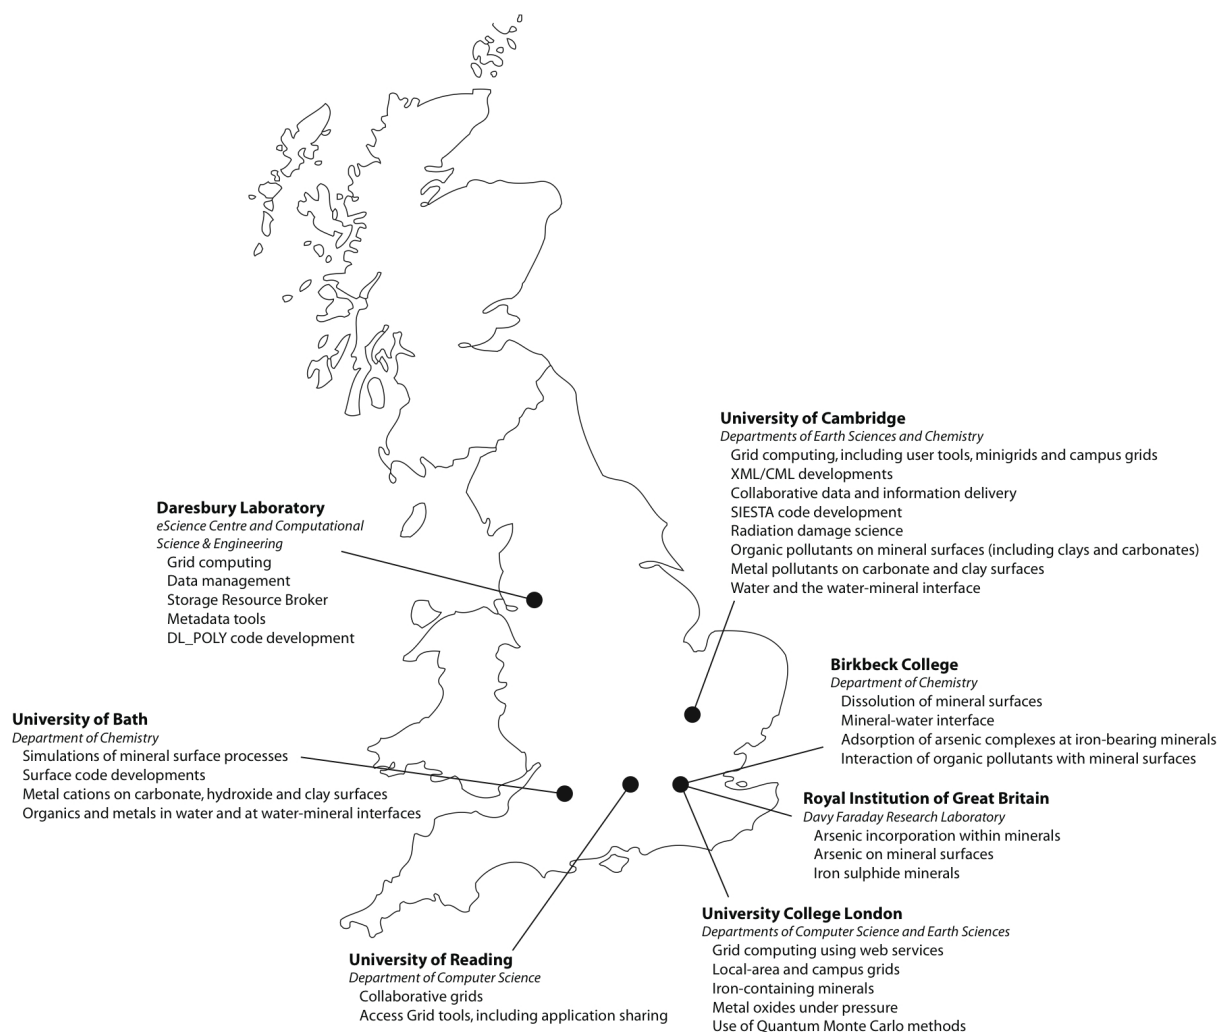 University of Cambridge
Departments of Earth Sciences and Chemistry
Grid computing, including user tools, minigrids and campus grids
XML/CML developments
Collaborative data and information delivery
SIESTA code development
Radiation damage science
Organic pollutants on mineral surfaces (including clays and carbonates)
Metal pollutants on carbonate and clay surfaces
Water and the water-mineral interface
Daresbury Laboratory
eScience Centre and Computational
Science & Engineering
Grid computing
Data management
Storage Resource Broker
Metadata tools
DL_POLY code development
Birkbeck College
Department of Chemistry
Dissolution of mineral surfaces
Mineral-water interface
Adsorption of arsenic complexes at iron-bearing minerals
Interaction of organic pollutants with mineral surfaces
University of Bath
Department of Chemistry
Simulations of mineral surface processes
Surface code developments
Metal cations on carbonate, hydroxide and clay surfaces
Organics and metals in water and at water-mineral interfaces
Royal Institution of Great Britain
Davy Faraday Research Laboratory
Arsenic incorporation within minerals
Arsenic on mineral surfaces
Iron sulphide minerals
University College London
Departments of Computer Science and Earth Sciences
Grid computing using web services
Local-area and campus grids
Iron-containing minerals
Metal oxides under pressure
Use of Quantum Monte Carlo methods
University of Reading
Department of Computer Science
Collaborative grids
Access Grid tools, including application sharing